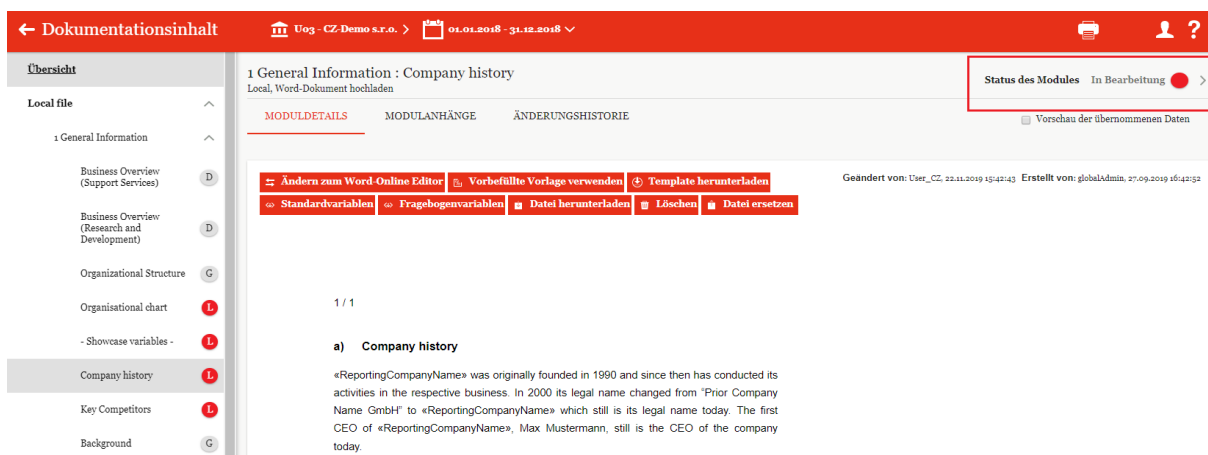 ← Dokumentationsinhalt
U03 - CZ-Demo s.r.o. >
01.01.2018 - 31.12.2018
?
Übersicht
Local file
1 General Information
Business Overview
(Support Services)
D
Business Overview
(Research and
Development)
D
Organizational Structure
G
Organisational chart
L
- Showcase variables -
L
Company history
L
Key Competitors
L
Background
G
1 General Information : Company history
Local, Word-Dokument hochladen
Status des Modules In Bearbeitung
MODULDETAILS MODULANHÄNGE ÄNDERUNGSHISTORIE
Vorschau der übernommenen Daten
Ändern zum Word-Online Editor Vorbefüllte Vorlage verwenden Template herunterladen
Standardvariablen Fragebogenvariablen Datei herunterladen Löschen Datei ersetzen
Geändert von: User_CZ, 22.11.2019 15:42:43 Erstellt von: globalAdmin, 27.09.2019 16:42:52
1 / 1
a) Company history
«ReportingCompanyName» was originally founded in 1990 and since then has conducted its
activities in the respective business. In 2000 its legal name changed from "Prior Company
Name GmbH" to «ReportingCompanyName» which still is its legal name today. The first
CEO of «ReportingCompanyName», Max Mustermann, still is the CEO of the company
today.